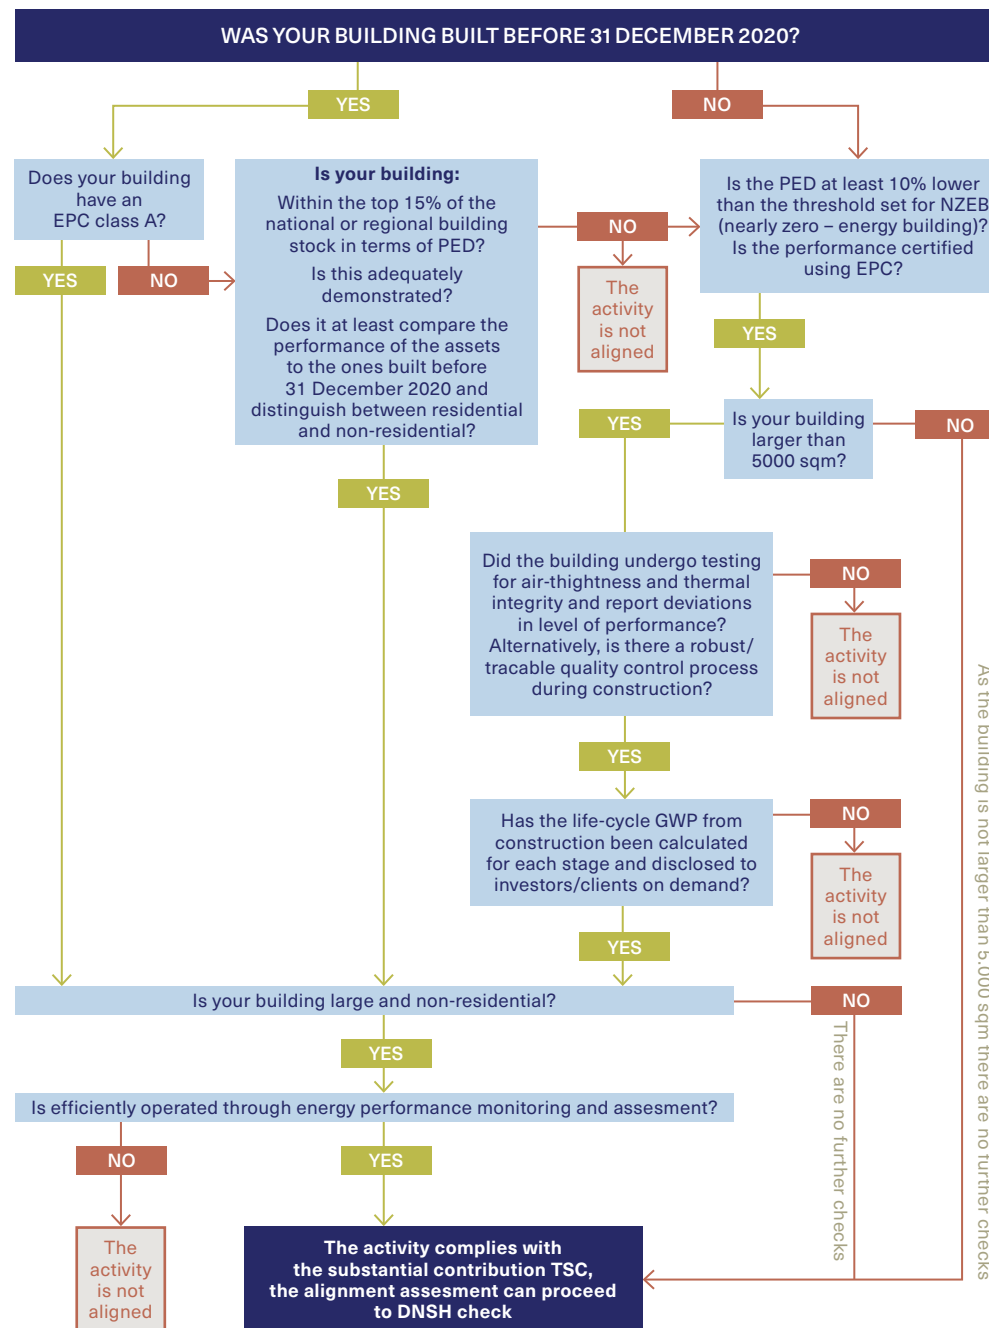 WAS YOUR BUILDING BUILT BEFORE 31 DECEMBER 2020?
YES
NO
Does your building
have an
EPC class A?
YES
NO
Is your building:
Within the top 15% of the
national or regional building
stock in terms of PED?
Is this adequately
demonstrated?
Does it at least compare the
performance of the assets
to the ones built before
31 December 2020 and
distinguish between residential
and non-residential?
YES
NO
The
activity
is not
aligned
Is the PED at least 10% lower
than the threshold set for NZEB
(nearly zero – energy building)?
Is the performance certified
using EPC?
YES
Is your building
larger than
5000 sqm?
YES
NO
Did the building undergo testing
for air-thightness and thermal
integrity and report deviations
in level of performance?
Alternatively, is there a robust/
tracable quality control process
during construction?
NO
The
activity
is not
aligned
YES
Has the life-cycle GWP from
construction been calculated
for each stage and disclosed to
investors/clients on demand?
NO
The
activity
is not
aligned
YES
As the building is not larger than 5.000 sqm there are no further checks
Is your building large and non-residential?
NO
There are no further checks
YES
Is efficiently operated through energy performance monitoring and assesment?
NO
YES
The
activity
is not
aligned
The activity complies with
the substantial contribution TSC,
the alignment assesment can proceed
to DNSH check